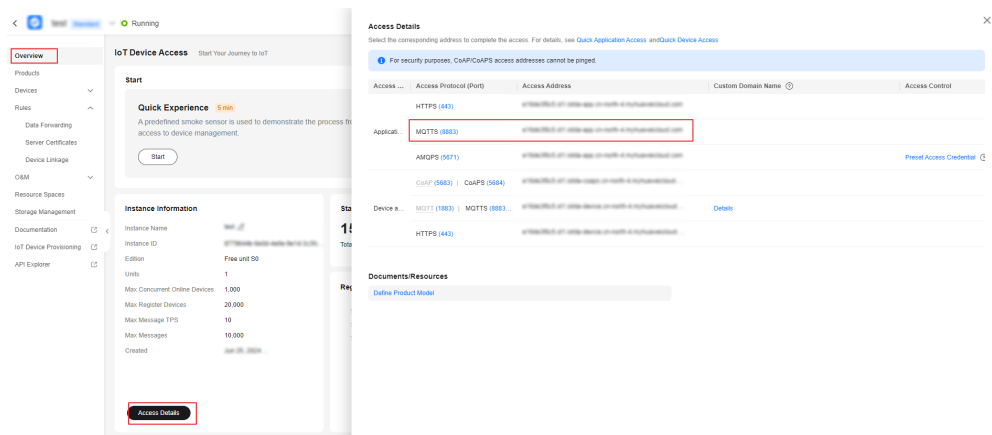 Running
Overview
Products
Devices
Rules
Data Forwarding
Server Certificates
Device Linkage
O&M
Resource Spaces
Storage Management
Documentation
IoT Device Provisioning
API Explorer
IoT Device Access Start Your Journey to IoT
Start
Quick Experience 5 min
A predefined smoke sensor is used to demonstrate the process fr
access to device management.
Start
Instance Information
Instance Name
Instance ID
Edition Free unit S0
Units 1
Max Concurrent Online Devices 1,000
Max Register Devices 20,000
Max Message TPS 10
Max Messages 10,000
Created
Access Details
Sta
15
Tota
Reg
Access Details
Select the corresponding address to complete the access. For details, see Quick Application Access andQuick Device Access
For security purposes, CoAP/CoAPS access addresses cannot be pinged.
Access ... Access Protocol (Port) Access Address Custom Domain Name Access Control
HTTPS (443)
Applicati... MQTTS (8883)
AMQPS (5671) Preset Access Credential
CoAP (5683) | CoAPS (5684)
Device a... MQTT (1883) | MQTTS (8883... Details
HTTPS (443)
Documents/Resources
Define Product Model